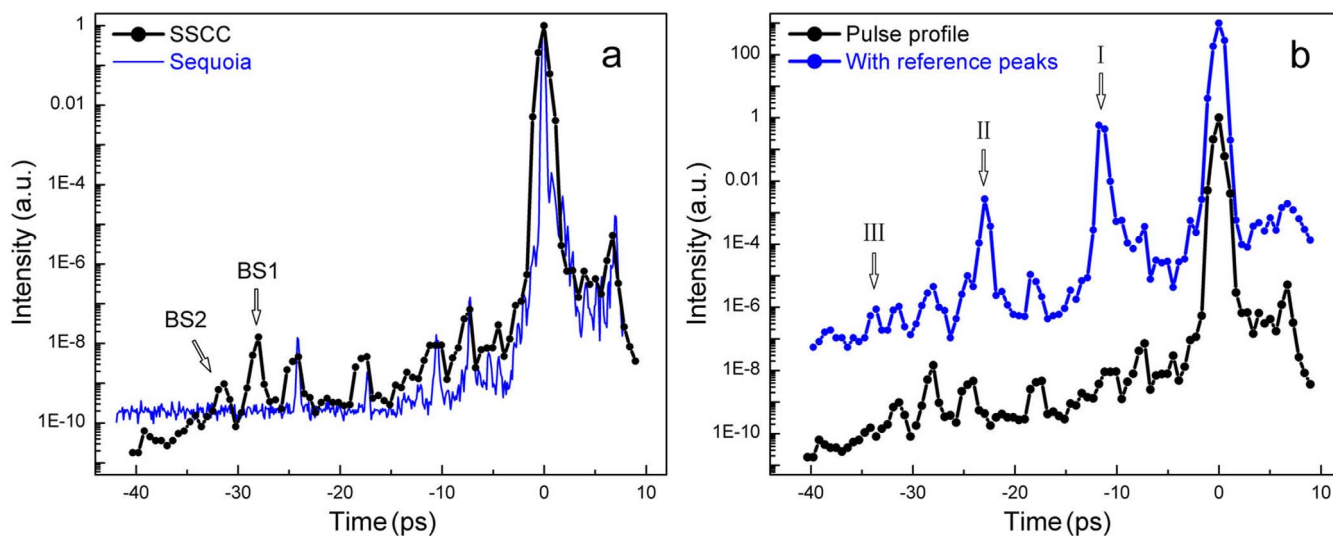 SSCC
Sequoia
a
BS1
BS2
1
0.01
1E-4
1E-6
1E-8
1E-10
Intensity (a.u.)
-40 -30 -20 -10 0 10
Time (ps)
Pulse profile
With reference peaks
b
I
II
III
100
1
0.01
1E-4
1E-6
1E-8
1E-10
Intensity (a.u.)
-40 -30 -20 -10 0 10
Time (ps)